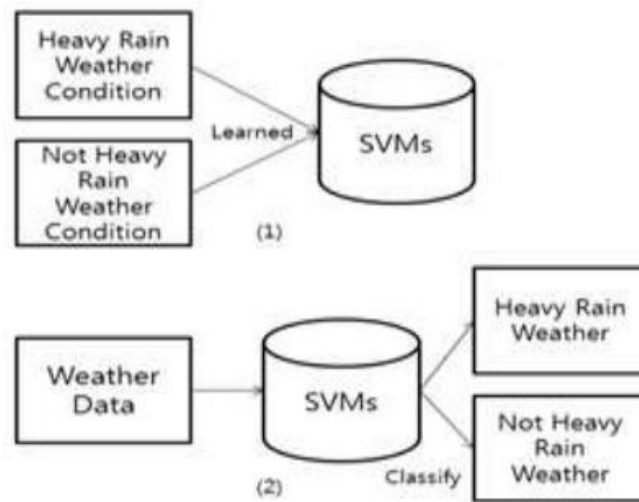 Heavy Rain
Weather
Condition
Learned
SVMs
Not Heavy
Rain
Weather
Condition
(1)
Weather
Data
SVMs
Heavy Rain
Weather
Not Heavy
Rain
Weather
Classify
(2)